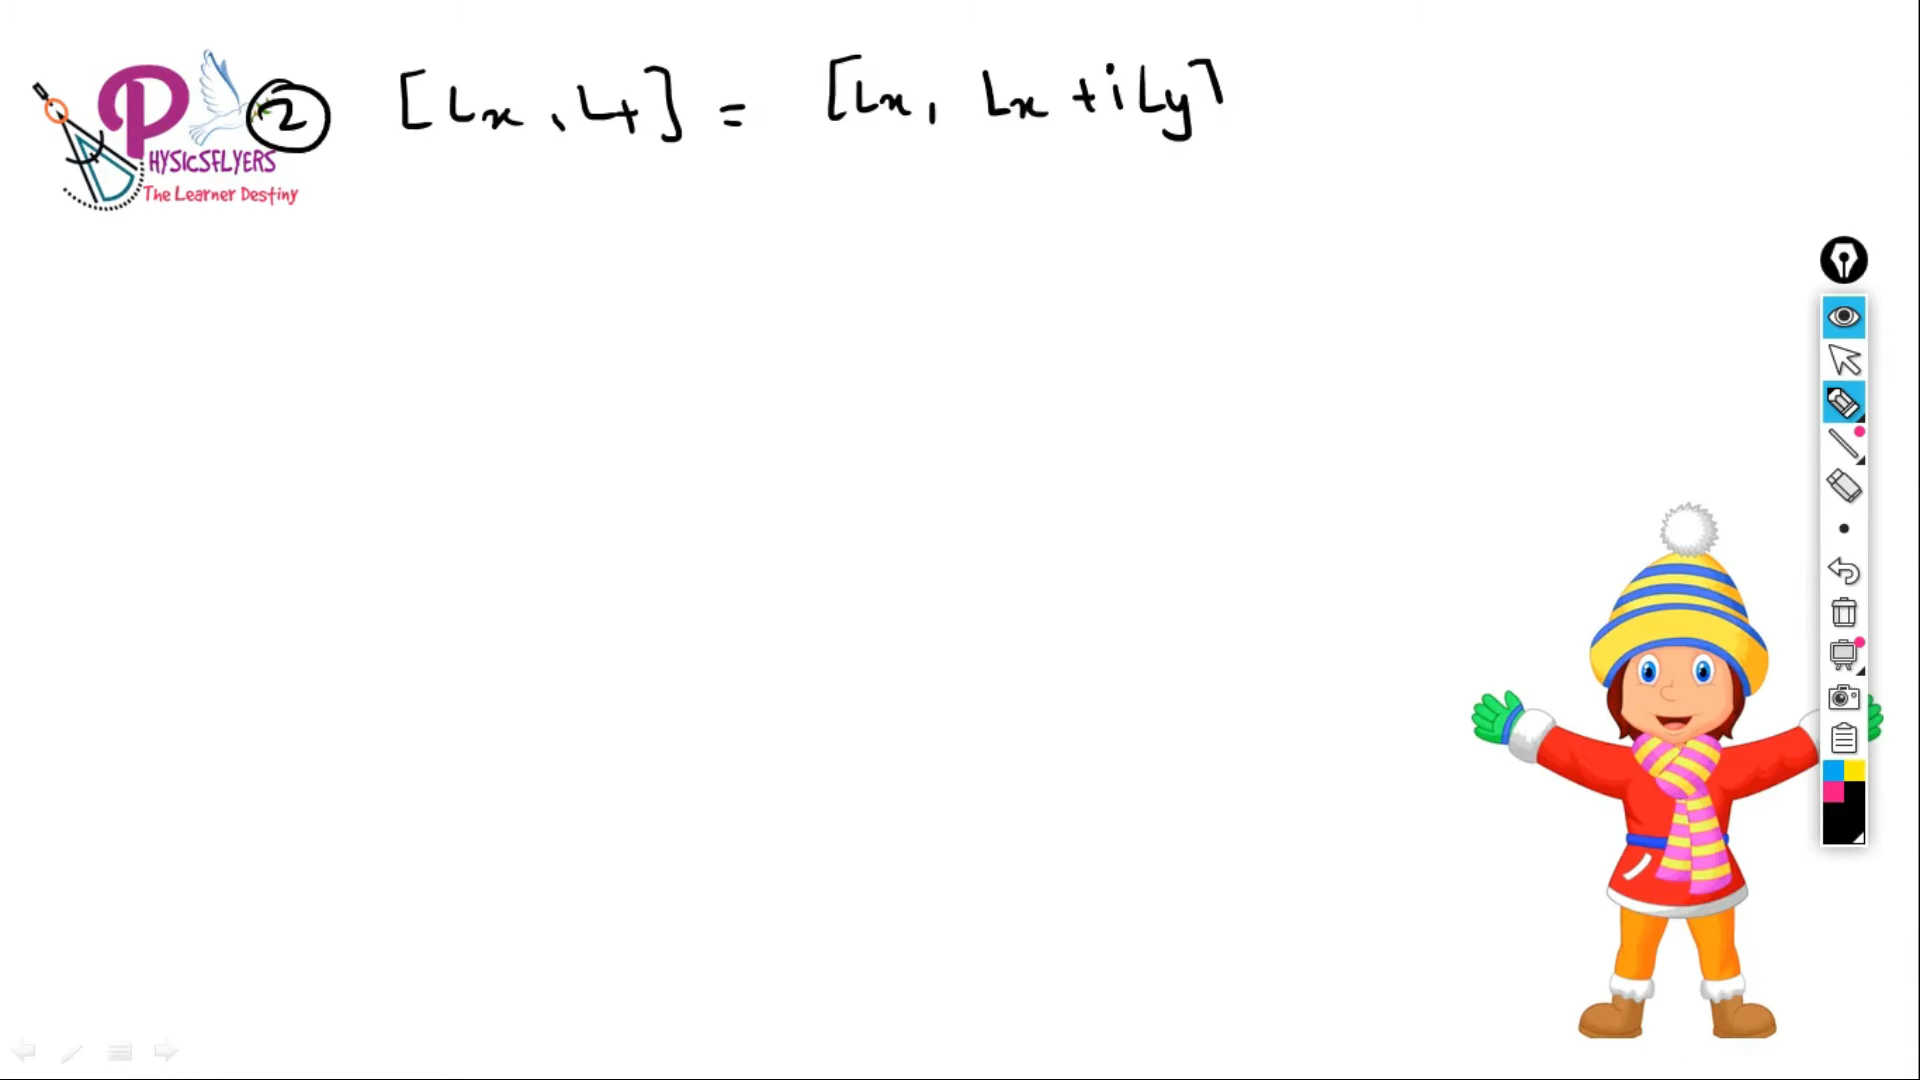 ② [Lx, L+] = [Lx, Lx + iLy]
PHYSICSFLYERS
The Learner Destiny